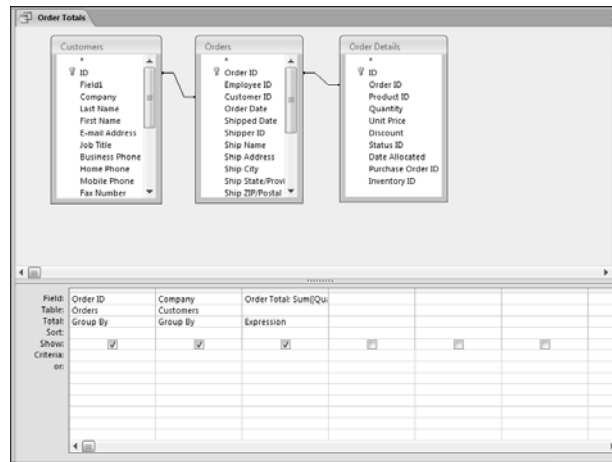 Order Totals
Customers
*
ID
Field1
Company
Last Name
First Name
E-mail Address
Job Title
Business Phone
Home Phone
Mobile Phone
Fax Number
Orders
*
Order ID
Employee ID
Customer ID
Order Date
Shipped Date
Shipper ID
Ship Name
Ship Address
Ship City
Ship State/Provi
Ship ZIP/Postal
Order Details
*
ID
Order ID
Product ID
Quantity
Unit Price
Discount
Status ID
Date Allocated
Purchase Order ID
Inventory ID
Field: Order ID Company Order Total: Sum([Qu
Table: Orders Customers
Total: Group By Group By Expression
Sort:
Show:
Criteria:
or: